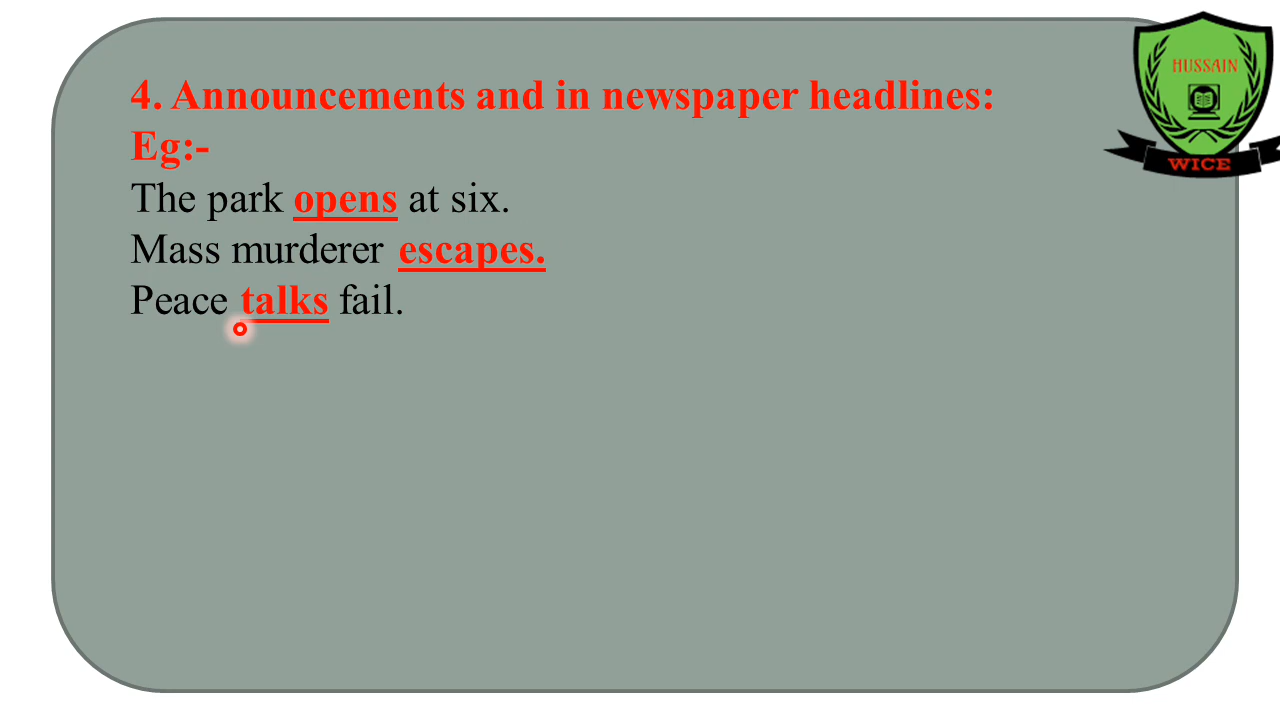 4. Announcements and in newspaper headlines:
Eg:-
The park opens at six.
Mass murderer escapes.
Peace talks fail.
HUSSAIN
WICE